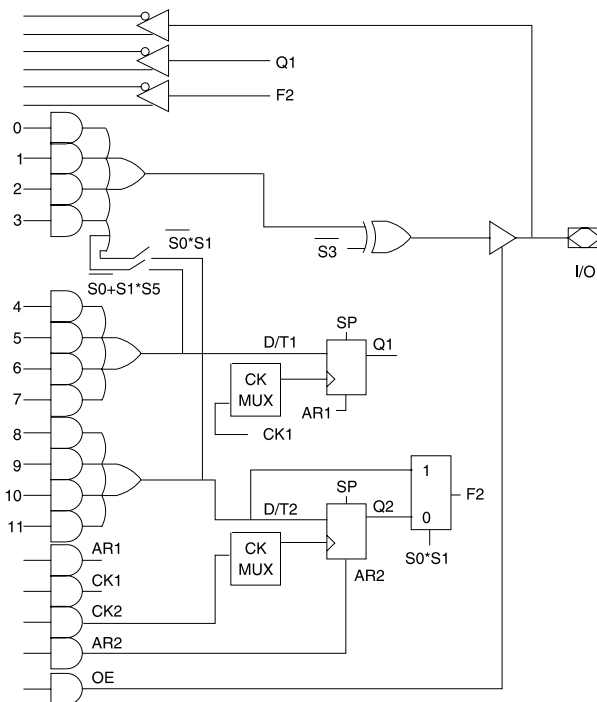 Q1
F2
0
1
2
3
S0*S1
S3
I/O
S0+S1*S5
4
5
6
7
D/T1
SP
Q1
CK
MUX
AR1
CK1
8
9
10
11
1
F2
SP
D/T2
Q2
0
CK
MUX
S0*S1
AR2
AR1
CK1
CK2
AR2
OE